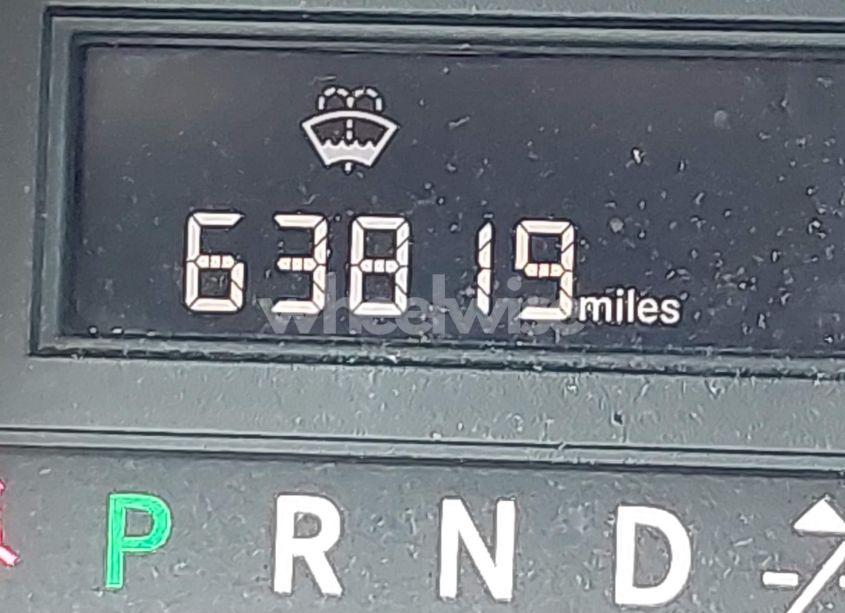 63819 miles
wheelwise
P R N D